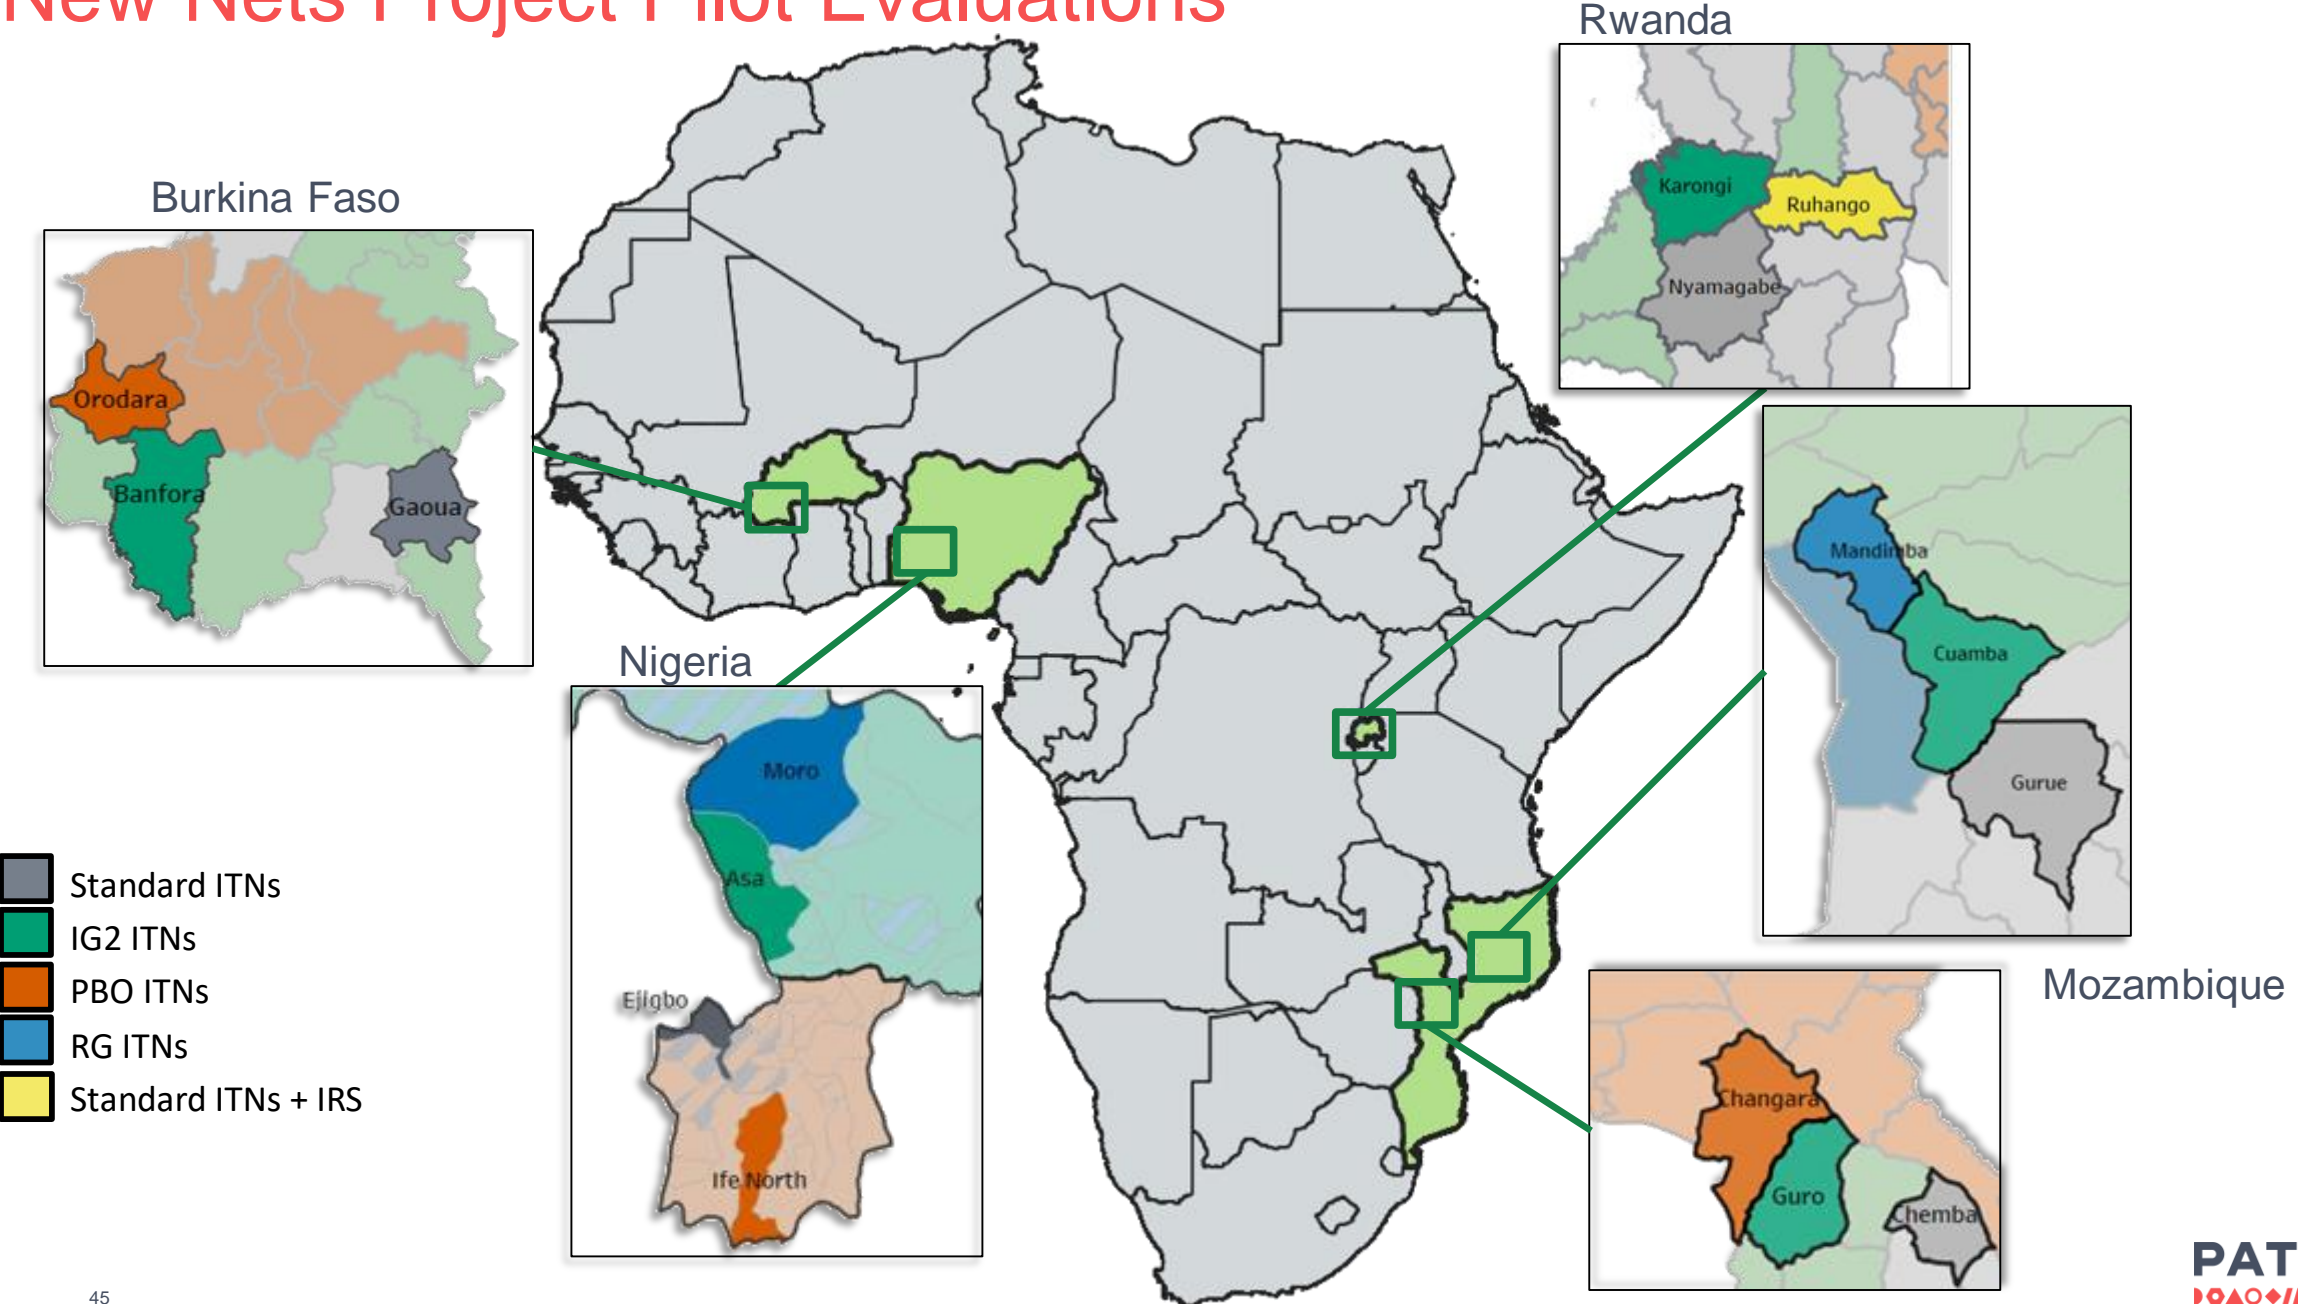 New Nets Project Pilot Evaluations
Rwanda
Karongi
Ruhango
Nyamagabe
Burkina Faso
Orodara
Banfora
Gaoua
Mandimba
Cuamba
Gurue
Nigeria
Moro
Asa
Ejigbo
Ife North
Mozambique
Changara
Guro
Chemba
Standard ITNs
IG2 ITNs
PBO ITNs
RG ITNs
Standard ITNs + IRS
45
PAT